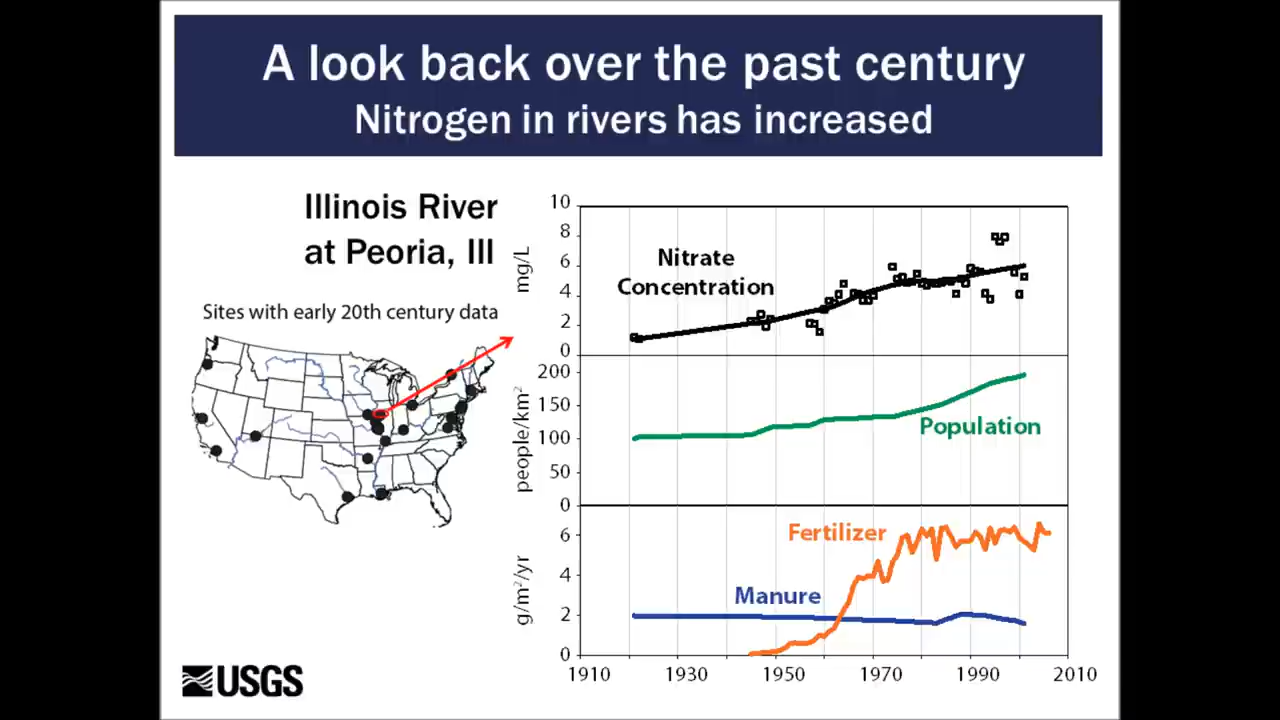 A look back over the past century
Nitrogen in rivers has increased
Illinois River
at Peoria, Ill
Sites with early 20th century data
10
8
6
4
2
0
mg/L
Nitrate
Concentration
200
150
100
50
0
people/km²
Population
6
4
2
0
g/m²/yr
Fertilizer
Manure
1910
1930
1950
1970
1990
2010
USGS